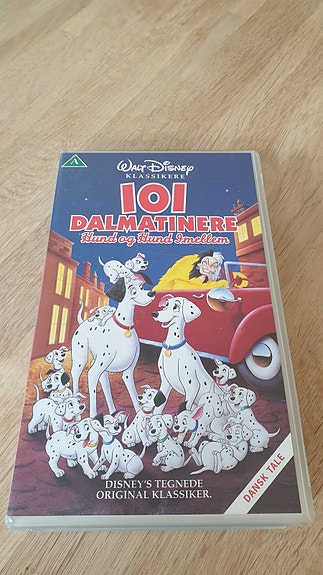 A
WALT DISNEY
KLASSIKERE
101
DALMATINERE
Hund og Hund Imellem
DISNEY'S TEGNEDE
ORIGINAL KLASSIKER.
DANSK TALE